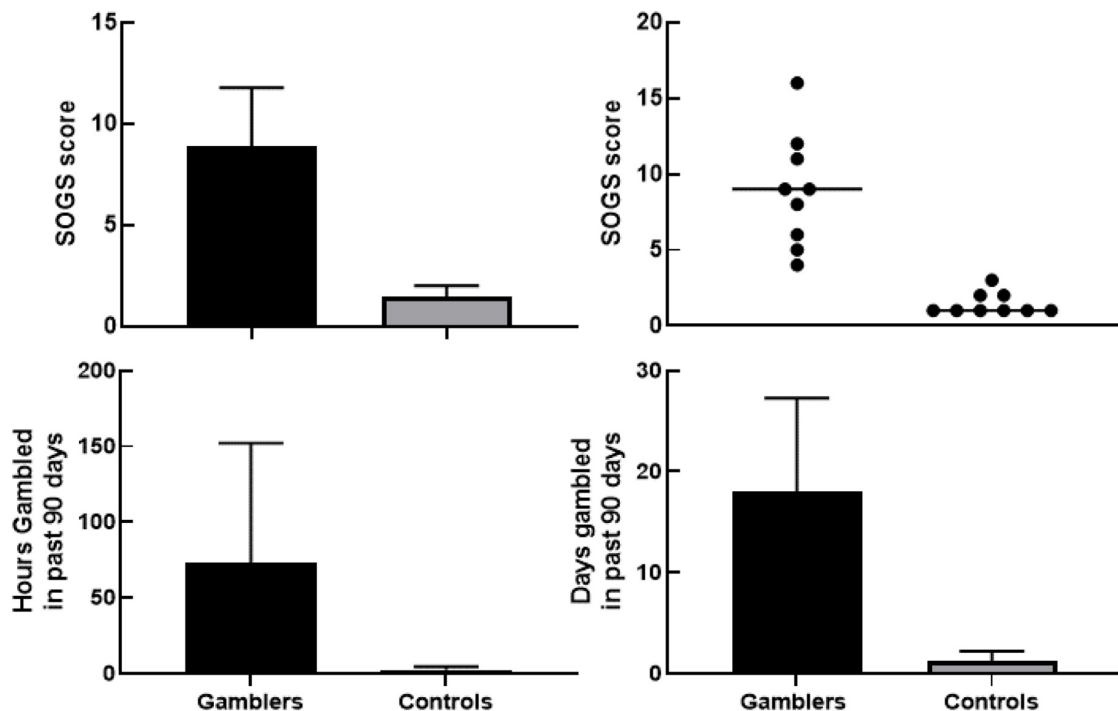 SOGS score
15
10
5
0
SOGS score
20
15
10
5
0
Hours Gambled
in past 90 days
200
150
100
50
0
Gamblers Controls
Days gambled
in past 90 days
30
20
10
0
Gamblers Controls